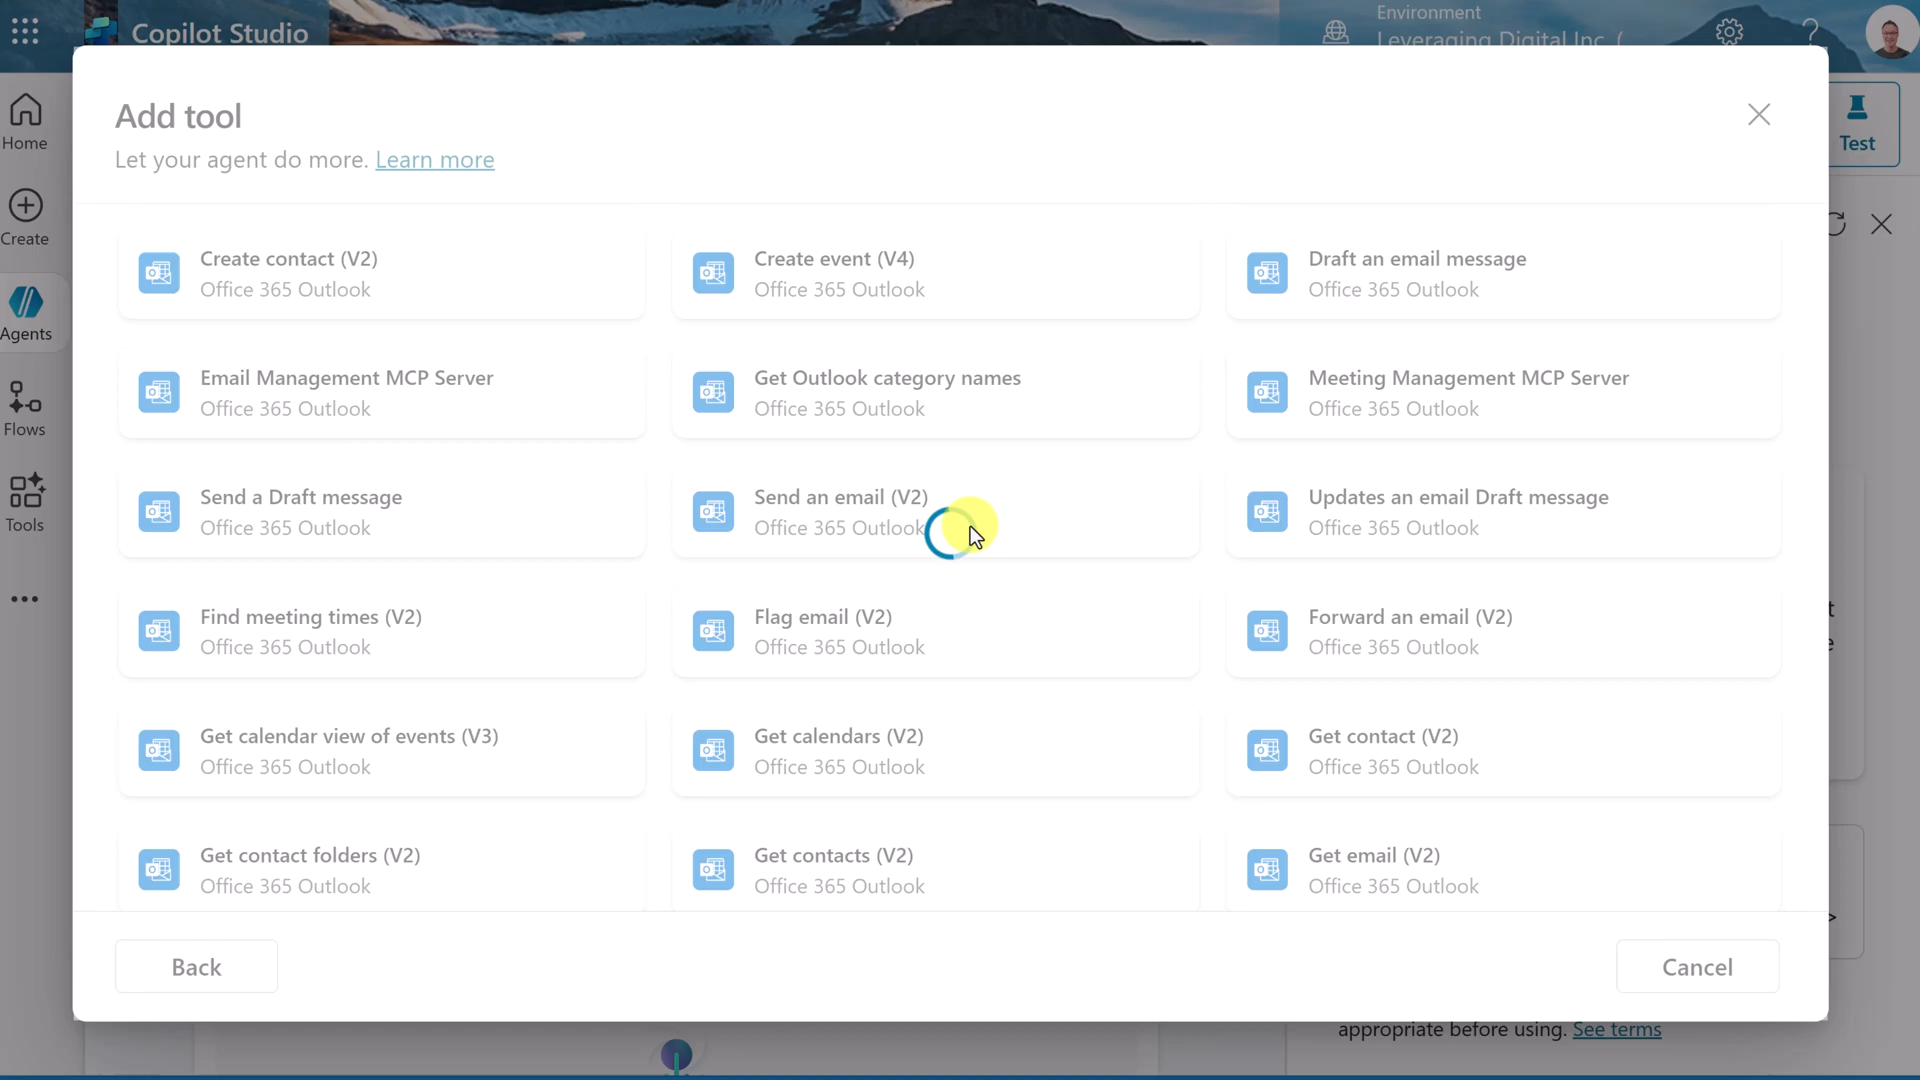 Copilot Studio
Environment
Leveraging Digital Inc. (
Home
Create
Agents
Flows
Tools
Test
Add tool
Let your agent do more. Learn more
Create contact (V2)
Office 365 Outlook
Create event (V4)
Office 365 Outlook
Draft an email message
Office 365 Outlook
Email Management MCP Server
Office 365 Outlook
Get Outlook category names
Office 365 Outlook
Meeting Management MCP Server
Office 365 Outlook
Send a Draft message
Office 365 Outlook
Send an email (V2)
Office 365 Outlook
Updates an email Draft message
Office 365 Outlook
Find meeting times (V2)
Office 365 Outlook
Flag email (V2)
Office 365 Outlook
Forward an email (V2)
Office 365 Outlook
Get calendar view of events (V3)
Office 365 Outlook
Get calendars (V2)
Office 365 Outlook
Get contact (V2)
Office 365 Outlook
Get contact folders (V2)
Office 365 Outlook
Get contacts (V2)
Office 365 Outlook
Get email (V2)
Office 365 Outlook
Back
Cancel
appropriate before using. See terms